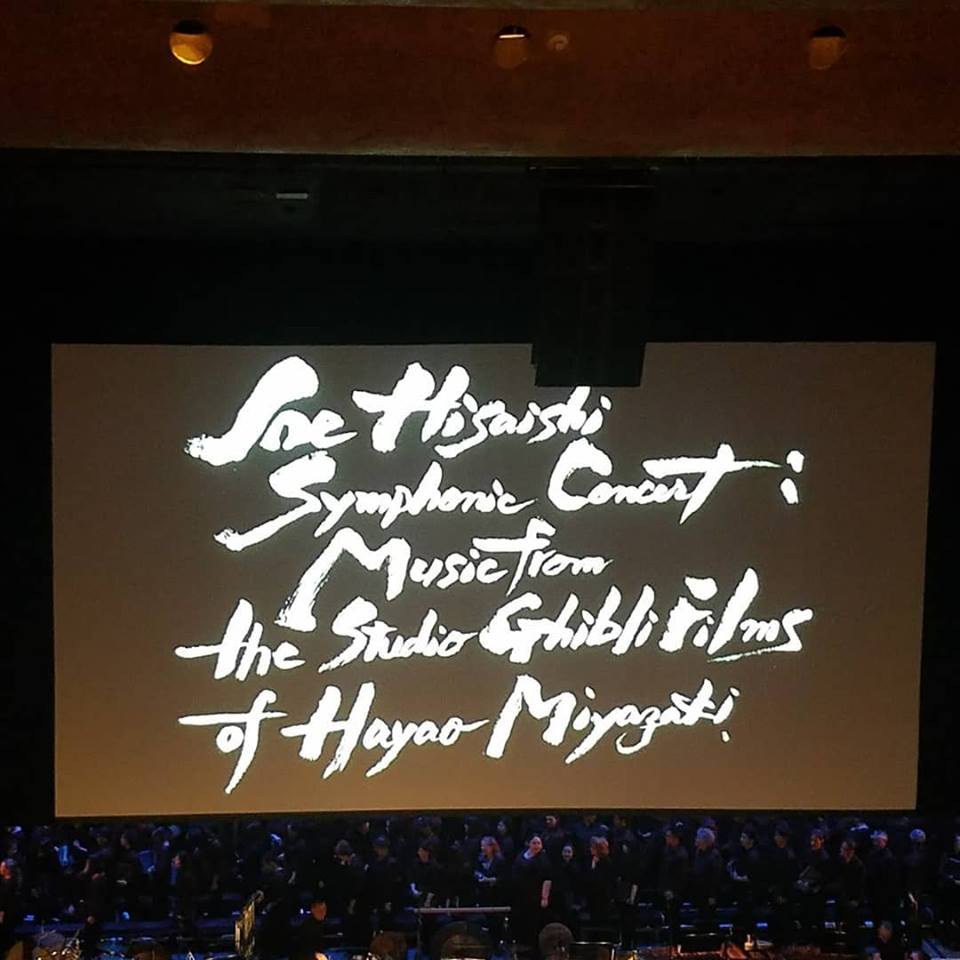 Joe Hisaishi
Symphonic Concert:
Music from
the Studio Ghibli Films
of Hayao Miyazaki